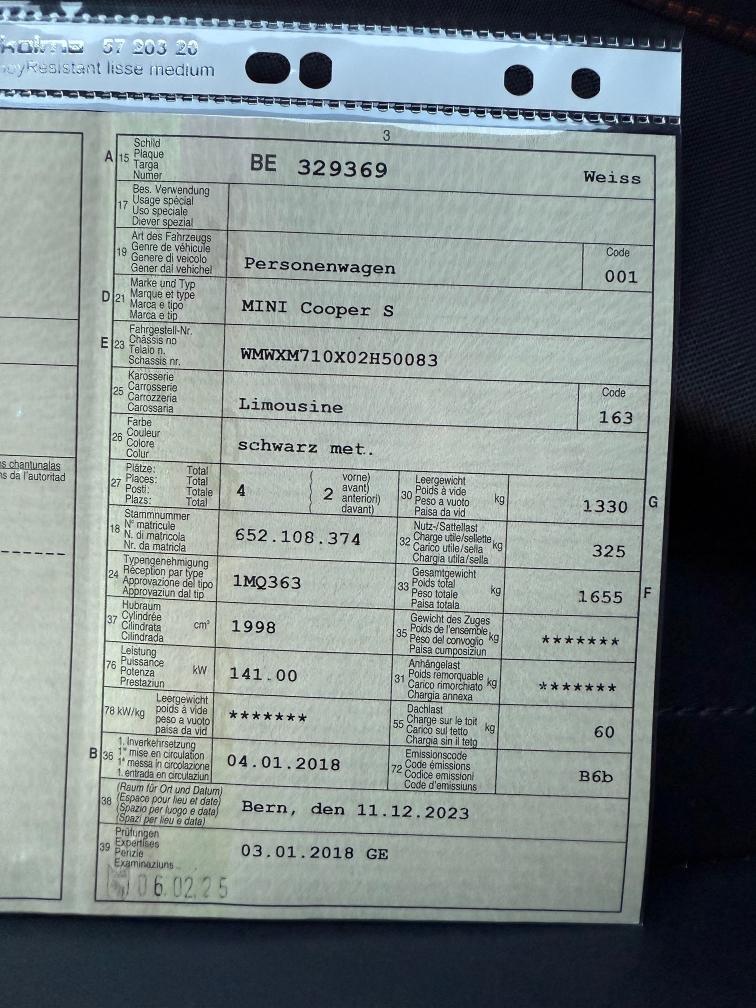 kolma 57 203 20
opyResistant lisse medium
3
A 15 Schild
Plaque
Targa
Numer
BE 329369 Weiss
17 Bes. Verwendung
Usage spécial
Uso speciale
Diever spezial
19 Art des Fahrzeugs
Genre de véhicule
Genere di veicolo
Gener dal vehichel
Personenwagen
Code
001
D 21 Marke und Typ
Marque et type
Marca e tipo
Marca e tip
MINI Cooper S
E 23 Fahrgestell-Nr.
Châssis no
Telaio n.
Schassis nr.
WMWXM710X02H50083
25 Karosserie
Carrosserie
Carrozzeria
Carossaria
Limousine
Code
163
26 Farbe
Couleur
Colore
Colur
schwarz met.
s chantunalas
ns da l'autoritad
27 Plätze: Total
Places: Total
Posti: Totale
Plazs: Total
4 ( 2 vorne)
avant)
anteriori)
davant)
30 Leergewicht
Poids à vide
Peso a vuoto
Paisa da vid
kg
1330 G
18 Stammnummer
N° matricule
N. di matricola
Nr. da matricla
652.108.374
32 Nutz-/Sattellast
Charge utile/sellette
Carico utile/sella
Chargia utila/sella
kg
325
24 Typengenehmigung
Réception par type
Approvazione del tipo
Approvaziun dal tip
1MQ363
33 Gesamtgewicht
Poids total
Peso totale
Paisa totala
kg
1655 F
37 Hubraum
Cylindrée
Cilindrata
Cilindrada
cm³
1998
35 Gewicht des Zuges
Poids de l'ensemble
Peso del convoglio
Paisa cumposiziun
kg
*******
76 Leistung
Puissance
Potenza
Prestaziun
kW
141.00
31 Anhängelast
Poids remorquable
Carico rimorchiato
Chargia annexa
kg
*******
78 kW/kg Leergewicht
poids à vide
peso a vuoto
paisa da vid
*******
55 Dachlast
Charge sur le toit
Carico sul tetto
Chargia sin il tetg
kg
60
B 36 1. Inverkehrsetzung
1re mise en circulation
1a messa in circolazione
1. entrada en circulaziun
04.01.2018
72 Emissionscode
Code émissions
Codice emissioni
Code d'emissiuns
B6b
38 (Raum für Ort und Datum)
(Espace pour lieu et date)
(Spazio per luogo e data)
(Spazi per lieu e data)
Bern, den 11.12.2023
39 Prüfungen
Expertises
Perizie
Examinaziuns
03.01.2018 GE
06.02.25